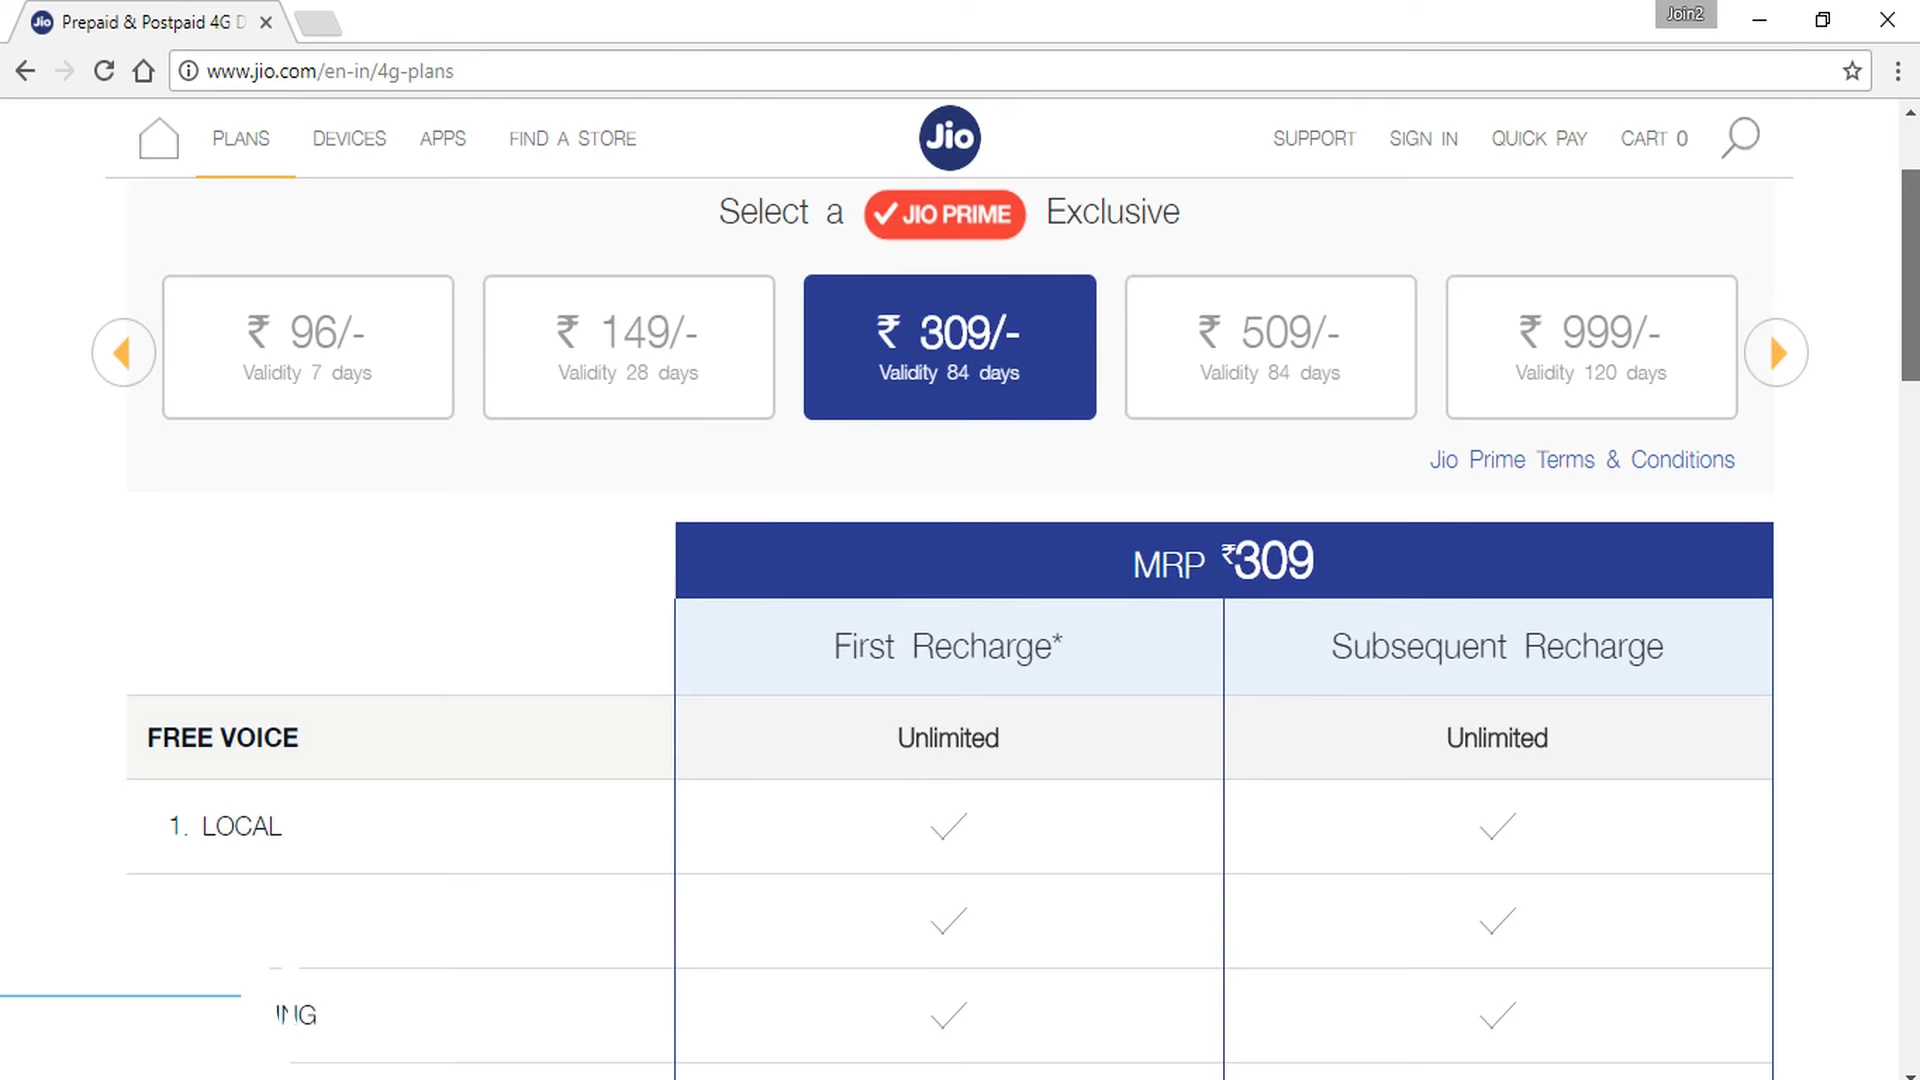 Jio Prepaid & Postpaid 4G D
Join2
www.jio.com/en-in/4g-plans
PLANS DEVICES APPS FIND A STORE Jio SUPPORT SIGN IN QUICK PAY CART 0
Select a JIO PRIME Exclusive
₹ 96/- ₹ 149/- ₹ 309/- ₹ 509/- ₹ 999/-
Validity 7 days Validity 28 days Validity 84 days Validity 84 days Validity 120 days
Jio Prime Terms & Conditions
MRP ₹309
First Recharge* Subsequent Recharge
FREE VOICE Unlimited Unlimited
1. LOCAL